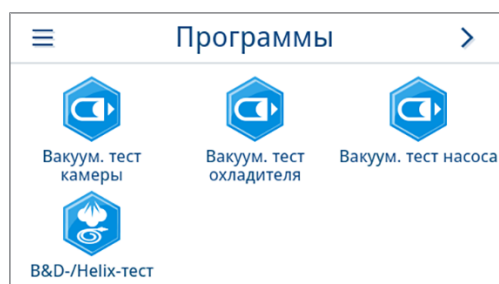 Программы
Вакуум. тест
камеры
Вакуум. тест
охладителя
Вакуум. тест насоса
B&D-/Helix-тест